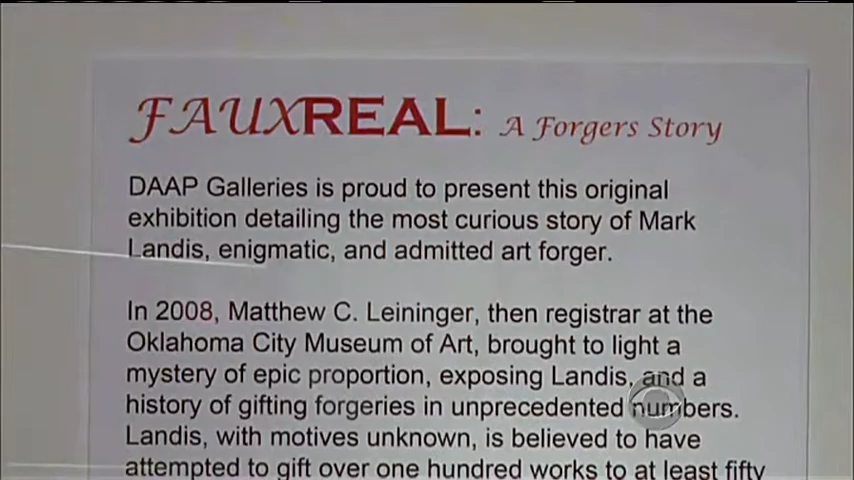 FAUXREAL: A Forgers Story
DAAP Galleries is proud to present this original
exhibition detailing the most curious story of Mark
Landis, enigmatic, and admitted art forger.
In 2008, Matthew C. Leininger, then registrar at the
Oklahoma City Museum of Art, brought to light a
mystery of epic proportion, exposing Landis, and a
history of gifting forgeries in unprecedented numbers.
Landis, with motives unknown, is believed to have
attempted to gift over one hundred works to at least fifty